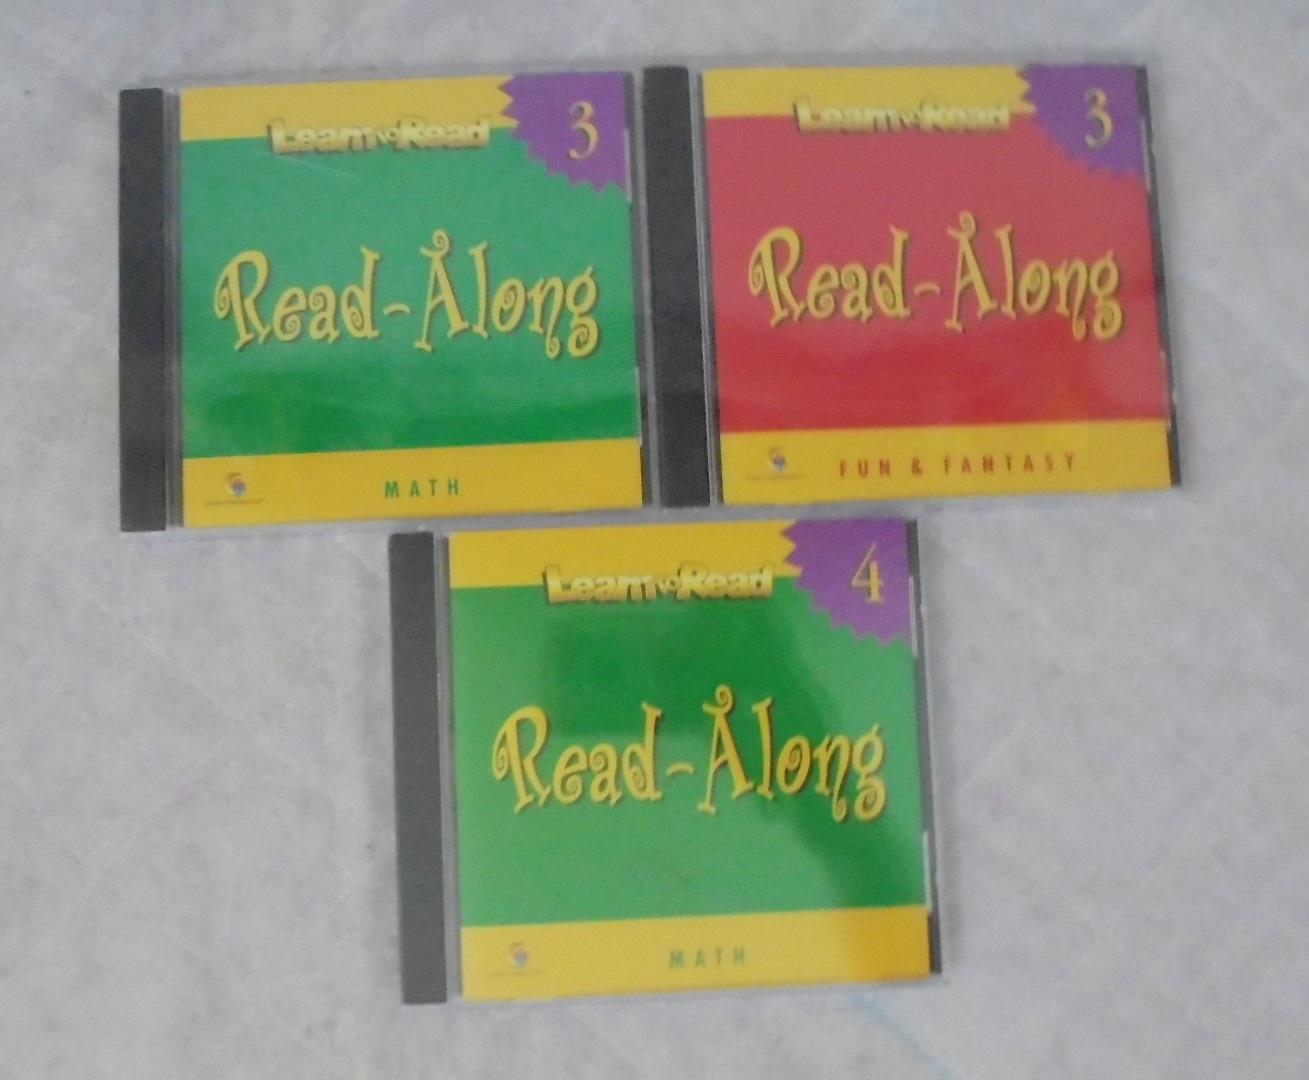 Learn to Read
3
Read-Along
MATH
Learn to Read
3
Read-Along
FUN & FANTASY
Learn to Read
4
Read-Along
MATH